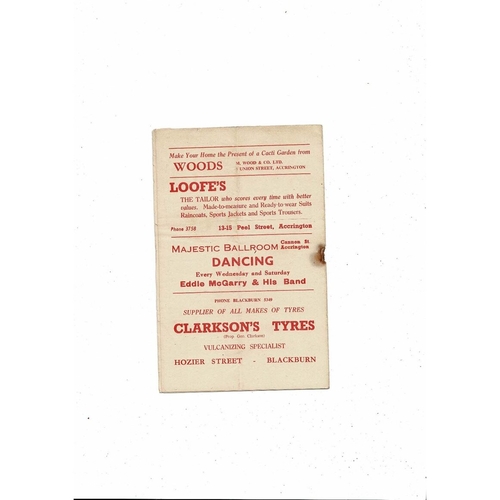 Make Your Home the Present of a Cacti Garden from
WOODS M. WOOD & CO. LTD.
UNION STREET, ACCRINGTON
LOOFE'S
THE TAILOR who scores every time with better
values. Made-to-measure and Ready-to wear Suits
Raincoats, Sports Jackets and Sports Trousers.
Phone 3758 13-15 Peel Street, Accrington
MAJESTIC BALLROOM Cannon St
Accrington
DANCING
Every Wednesday and Saturday
Eddie McGarry & His Band
PHONE BLACKBURN
SUPPLIER OF ALL MAKES OF TYRES
CLARKSON'S TYRES
(Prop. Geo Clarkson)
VULCANIZING SPECIALIST
HOZIER STREET - BLACKBURN